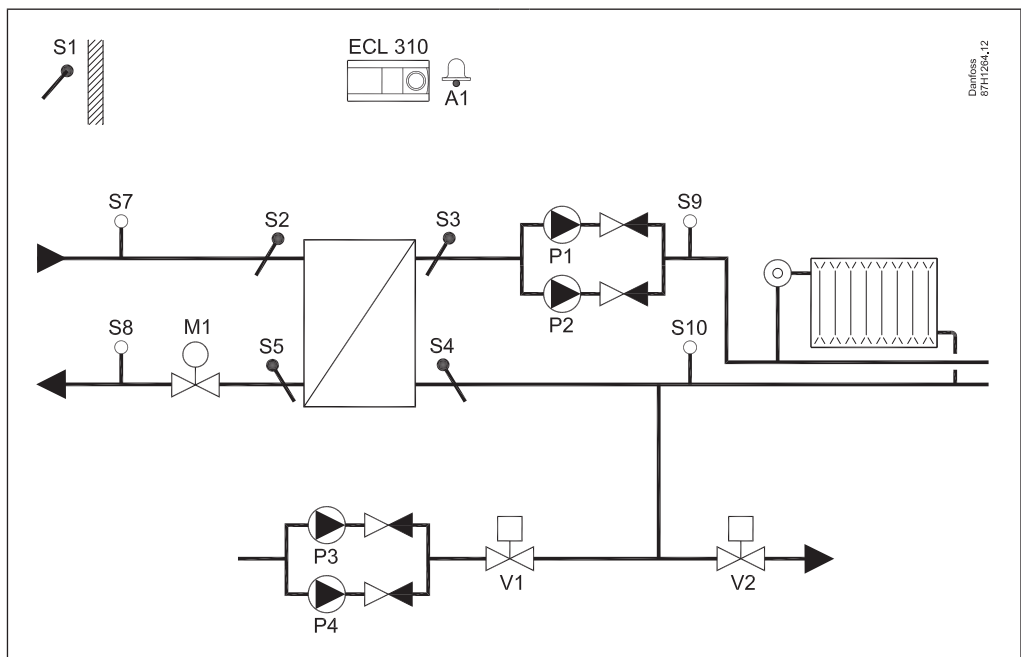 S1
ECL 310
A1
Danfoss
87H1264.12
S7
S2
S3
P1
S9
P2
S8
M1
S5
S4
S10
P3
V1
V2
P4